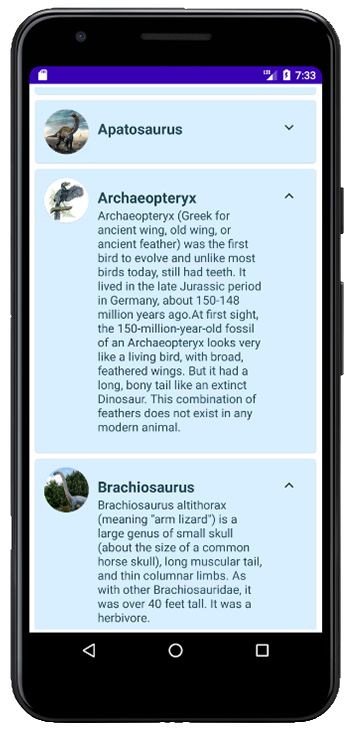 LTE 7:33
Apatosaurus
Archaeopteryx
Archaeopteryx (Greek for
ancient wing, old wing, or
ancient feather) was the first
bird to evolve and unlike most
birds today, still had teeth. It
lived in the late Jurassic period
in Germany, about 150-148
million years ago.At first sight,
the 150-million-year-old fossil
of an Archaeopteryx looks very
like a living bird, with broad,
feathered wings. But it had a
long, bony tail like an extinct
Dinosaur. This combination of
feathers does not exist in any
modern animal.
Brachiosaurus
Brachiosaurus altithorax
(meaning "arm lizard") is a
large genus of small skull
(about the size of a common
horse skull), long muscular tail,
and thin columnar limbs. As
with other Brachiosauridae, it
was over 40 feet tall. It was a
herbivore.